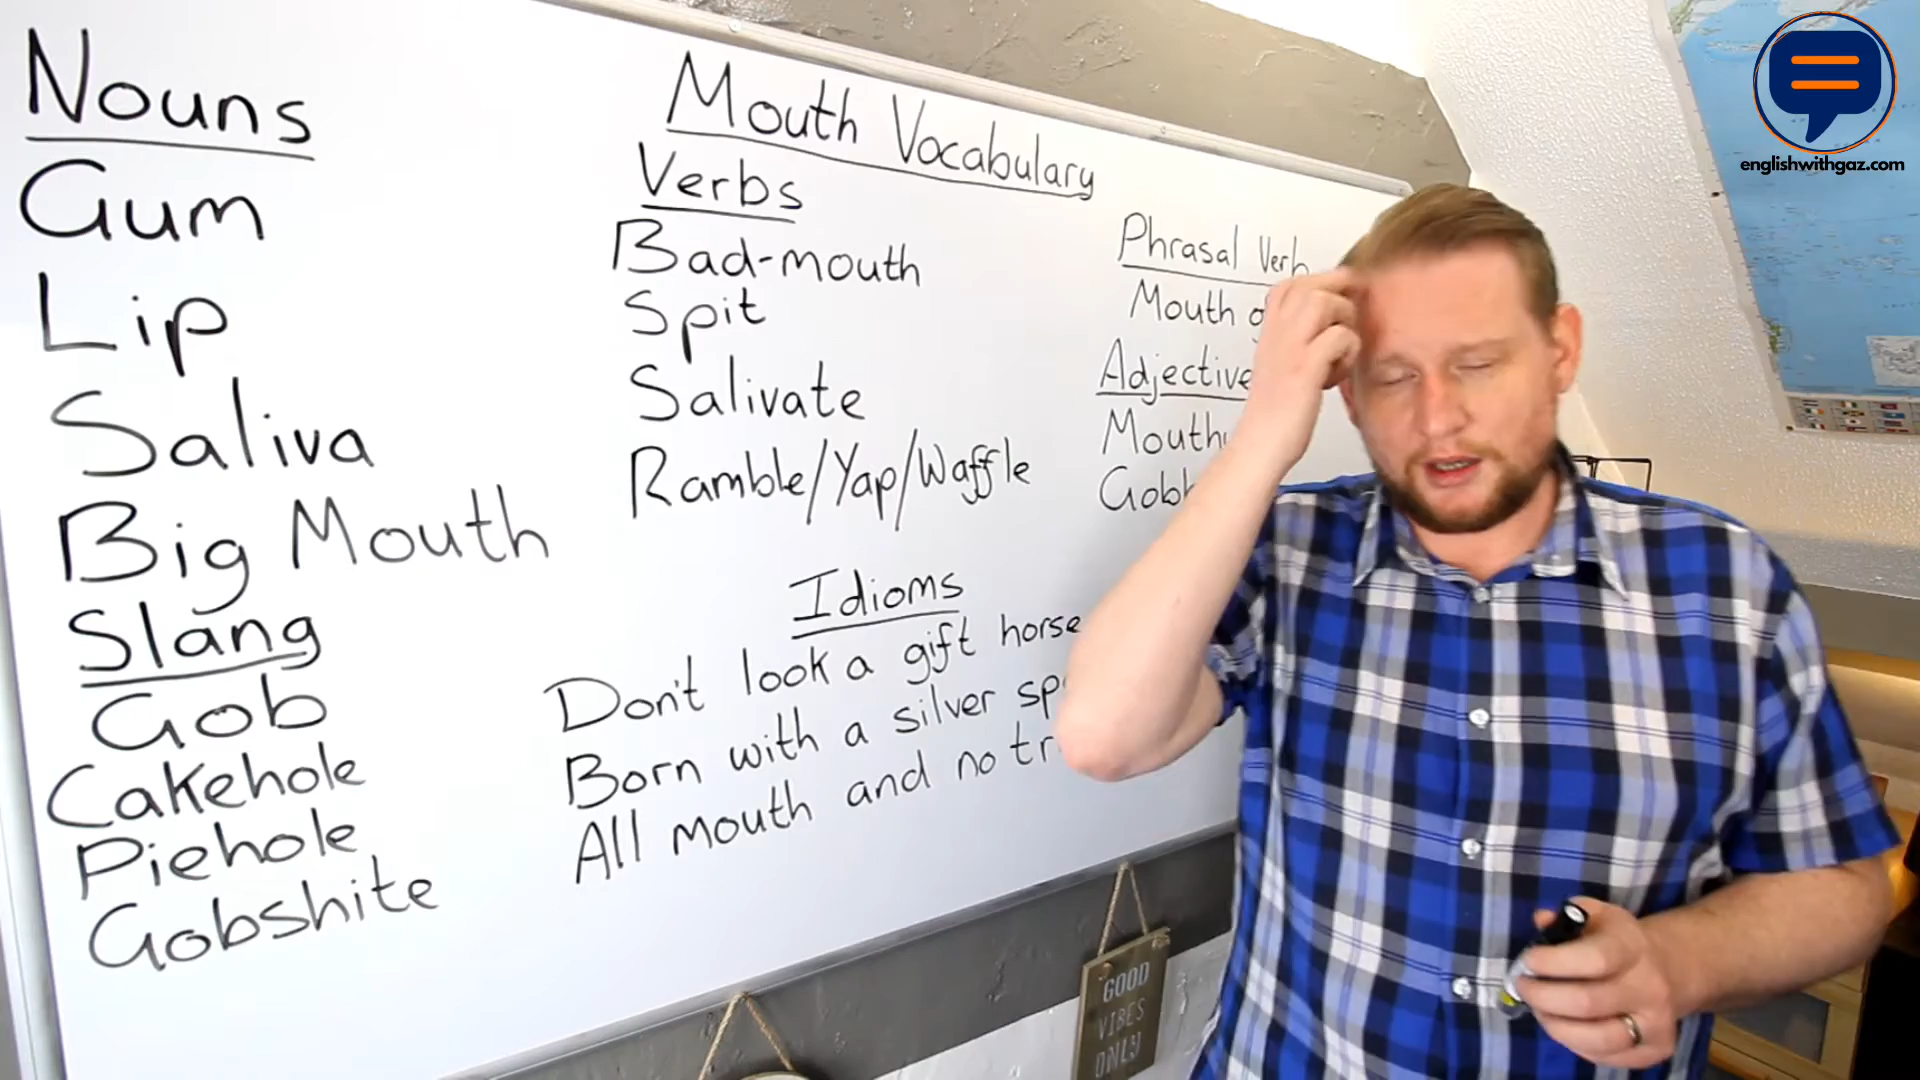 Mouth Vocabulary
Nouns
Gum
Lip
Saliva
Big Mouth
Slang
Gob
Cakehole
Piehole
Gobshite
Verbs
Bad-mouth
Spit
Salivate
Ramble/Yap/Waffle
Phrasal Verb
Mouth
Adjective
Mouthy
Idioms
Don't look a gift horse
Born with a silver
All mouth and no
englishwithgaz.com
GOOD
VIBES
ONLY